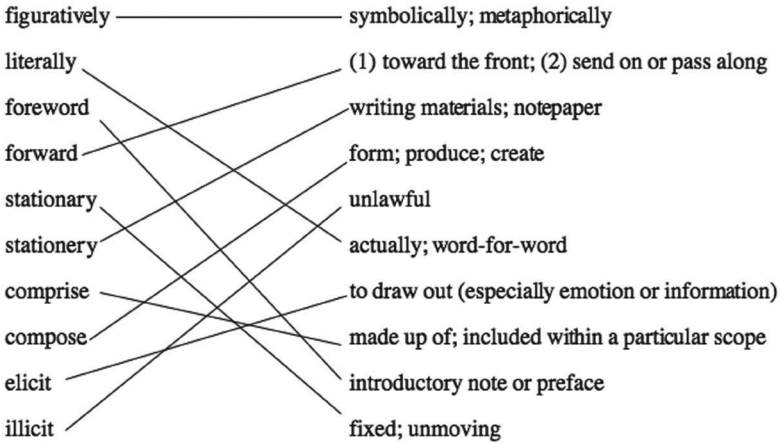 figuratively symbolically; metaphorically
literally (1) toward the front; (2) send on or pass along
foreword writing materials; notepaper
forward form; produce; create
stationary unlawful
stationery actually; word-for-word
comprise to draw out (especially emotion or information)
compose made up of; included within a particular scope
elicit introductory note or preface
illicit fixed; unmoving